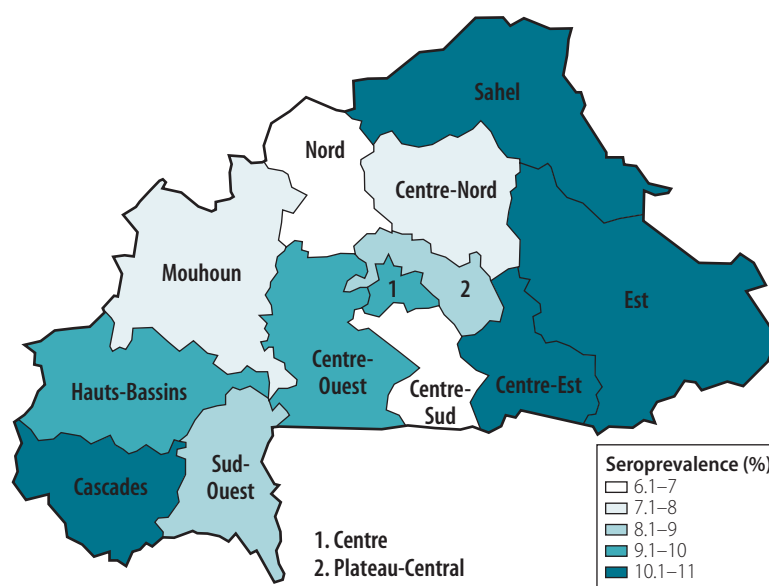 Sahel
Nord
Centre-Nord
Mouhoun
1
2
Est
Centre-
Ouest
Hauts-Bassins
Centre-
Sud
Centre-Est
Sud-
Ouest
Cascades
1. Centre
2. Plateau-Central
Seroprevalence (%)
6.1–7
7.1–8
8.1–9
9.1–10
10.1–11